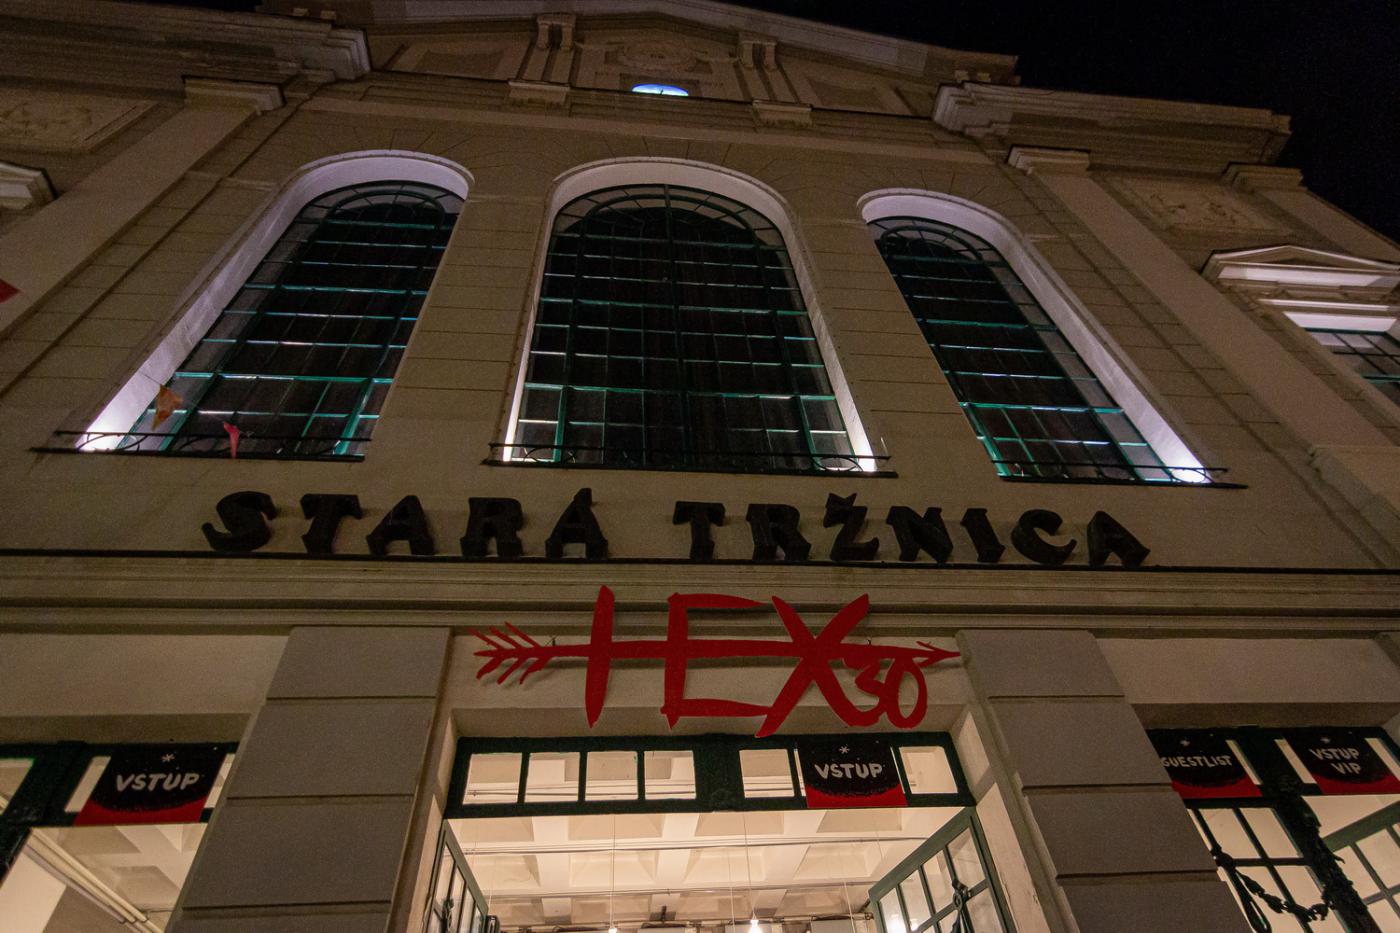 STARÁ TRŽNICA
HEX
30
VSTUP
VSTUP
GUESTLIST
VSTUP
VIP